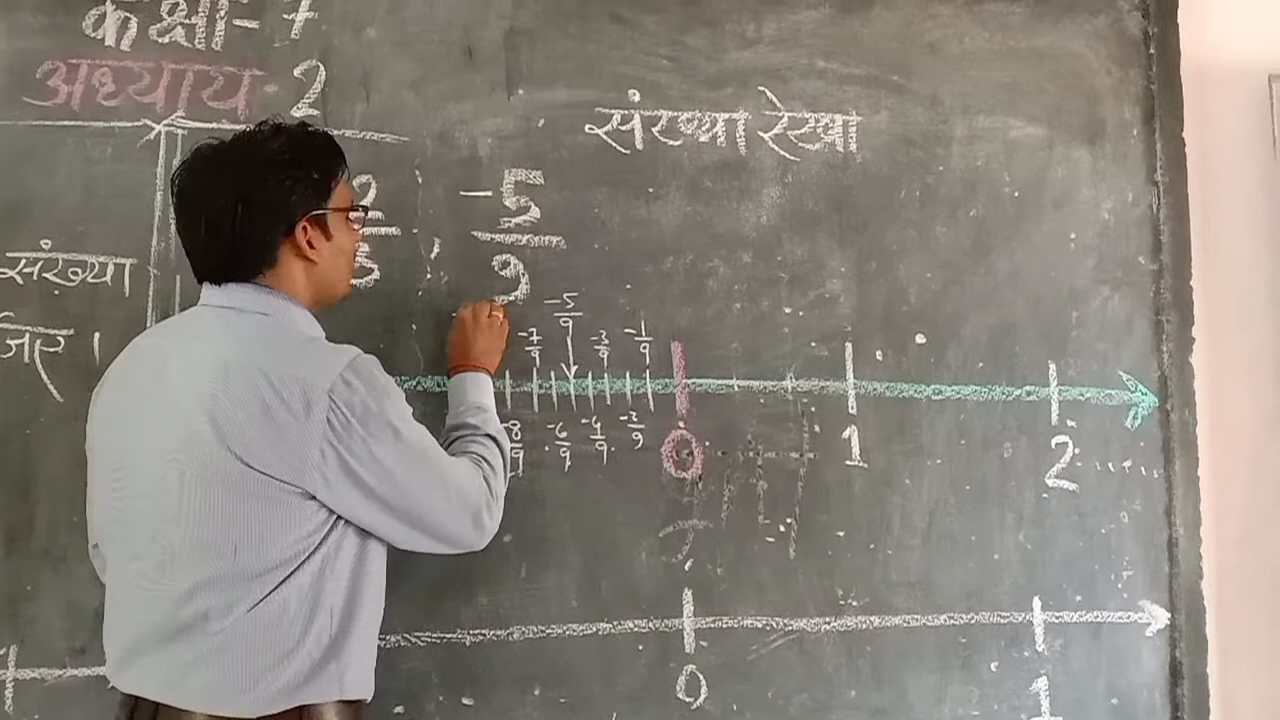 कक्षा- 7
अध्याय- 2
संख्या रेखा
2/5 ; -5/9
संख्या
जिए ।
-7/9 -5/9 -3/9 -1/9
-8/9 -6/9 -4/9 -2/9 0 1 2......
0 1